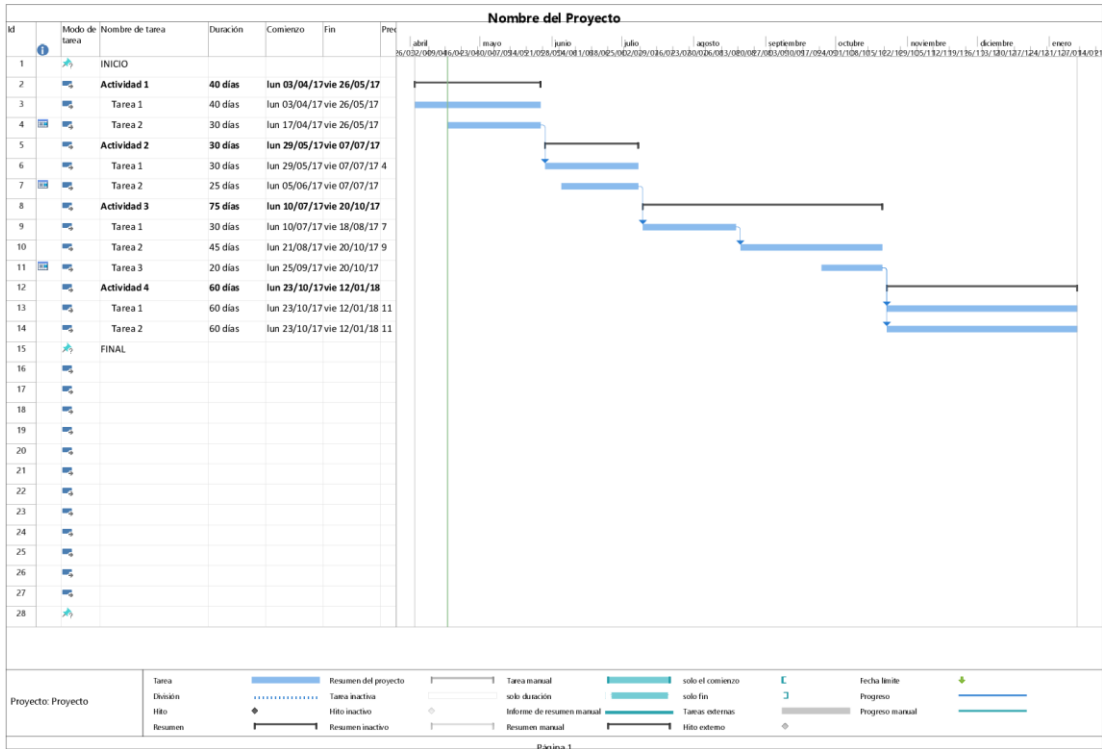 Nombre del Proyecto
Id Modo de tarea Nombre de tarea Duración Comienzo Fin
abril mayo junio julio agosto septiembre octubre noviembre diciembre enero
1 INICIO
2 Actividad 1 40 días lun 03/04/17 vie 26/05/17
3 Tarea 1 40 días lun 03/04/17 vie 26/05/17
4 Tarea 2 30 días lun 17/04/17 vie 26/05/17
5 Actividad 2 30 días lun 29/05/17 vie 07/07/17
6 Tarea 1 30 días lun 29/05/17 vie 07/07/17 4
7 Tarea 2 25 días lun 05/06/17 vie 07/07/17
8 Actividad 3 75 días lun 10/07/17 vie 20/10/17
9 Tarea 1 30 días lun 10/07/17 vie 18/08/17 7
10 Tarea 2 45 días lun 21/08/17 vie 20/10/17 9
11 Tarea 3 20 días lun 25/09/17 vie 20/10/17
12 Actividad 4 60 días lun 23/10/17 vie 12/01/18
13 Tarea 1 60 días lun 23/10/17 vie 12/01/18 11
14 Tarea 2 60 días lun 23/10/17 vie 12/01/18 11
15 FINAL
16
17
18
19
20
21
22
23
24
25
26
27
28
Proyecto: Proyecto
Tarea Resumen del proyecto Tarea manual solo el comienzo Fecha límite
División Tarea inactiva solo duración solo fin Progreso
Hito Hito inactivo Informe de resumen manual Tareas externas Progreso manual
Resumen Resumen inactivo Resumen manual Hito externo
Página 1